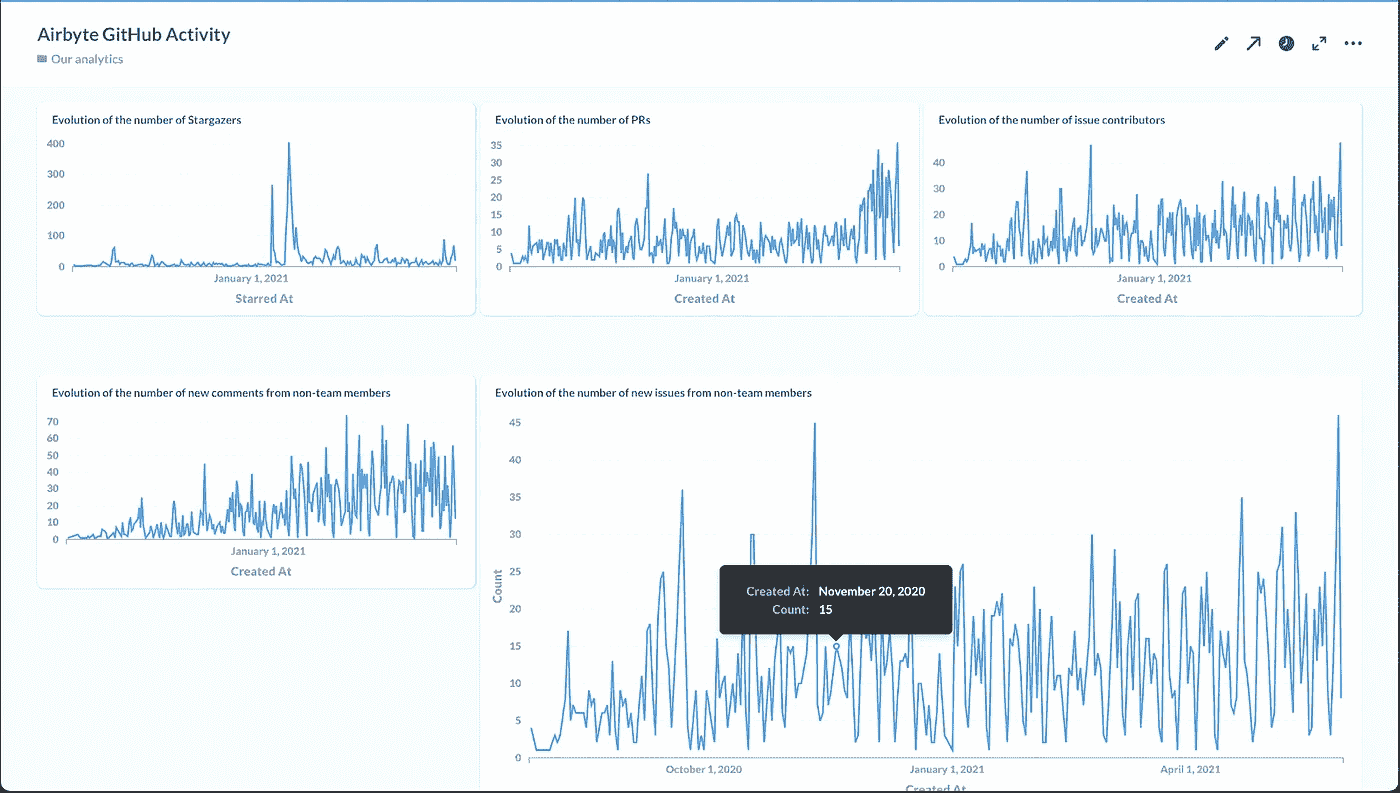 Airbyte GitHub Activity
Our analytics
Evolution of the number of Stargazers
400
300
200
100
0
January 1, 2021
Starred At
Evolution of the number of PRs
35
30
25
20
15
10
5
0
January 1, 2021
Created At
Evolution of the number of issue contributors
40
30
20
10
0
January 1, 2021
Created At
Evolution of the number of new comments from non-team members
70
60
50
40
30
20
10
0
January 1, 2021
Created At
Evolution of the number of new issues from non-team members
Count
45
40
35
30
25
20
15
10
5
0
Created At: November 20, 2020
Count: 15
October 1, 2020
January 1, 2021
April 1, 2021
Created At